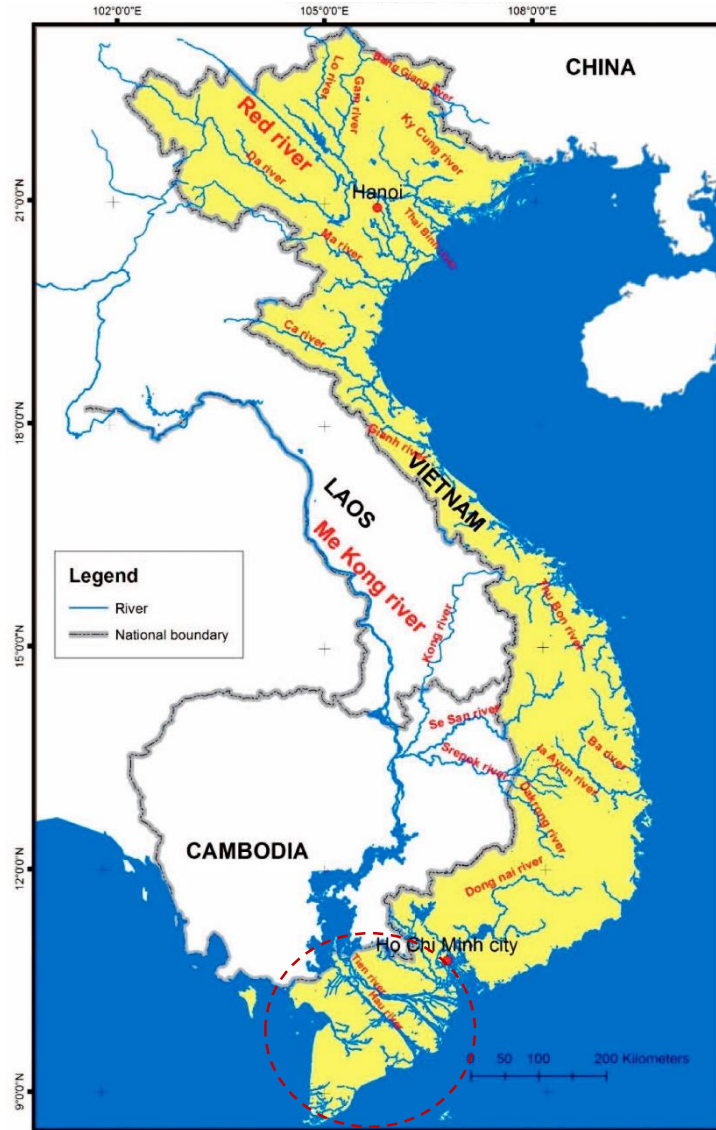 102°0'0"E 105°0'0"E 108°0'0"E
CHINA
Bang Giang river
Lo river
Gam river
Red river
Ky Cung river
Da river
21°0'0"N
Hanoi
Thai Binh river
Ma river
Ca river
18°0'0"N
Gianh river
VIETNAM
LAOS
Me Kong river
Legend
River
National boundary
Thu Bon river
Kong river
15°0'0"N
Se San river
Srepok river
Ia Ayun river
Ba river
Dakrong river
CAMBODIA
12°0'0"N
Dong nai river
Ho Chi Minh city
Tien river
Hau river
50 100 200 Kilometers
9°0'0"N